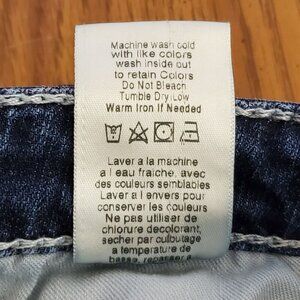 Machine wash cold
with like colors
wash inside out
to retain Colors
Do Not Bleach
Tumble Dry/Low
Warm Iron If Needed
Laver a la machine
a l eau fraiche, avec
des couleurs semblables
Laver a l envers pour
conserver les couleurs
Ne pas utiliser de
chlorure decolorant,
secher par culbutage
a temperature de
basse, repasser a